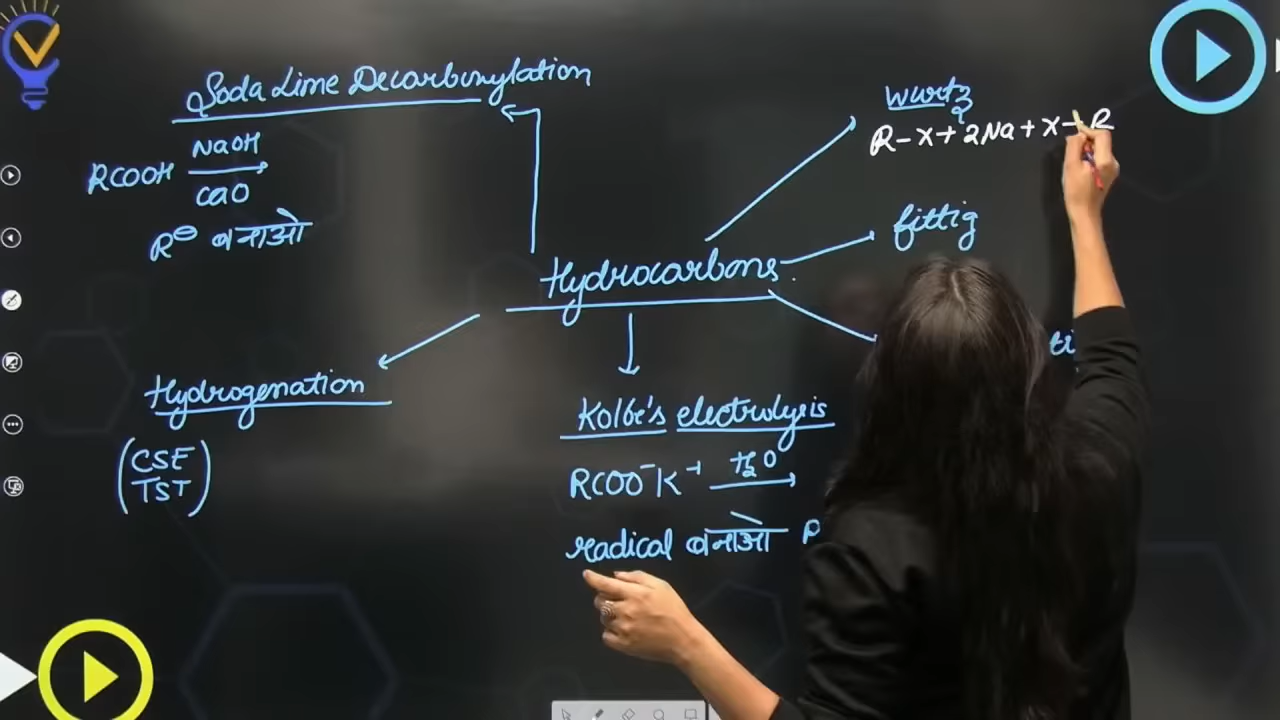 Soda Lime Decarboxylation
NaOH
RCOOH
CaO
R⊖ बनाओ
Hydrocarbons
Wurtz
R-X+2Na+X-R
fittig
Hydrogenation
(CSE
TST)
Kolbe's electrolysis
H₂O
RCOO⁻K⁺
radical बनाओ